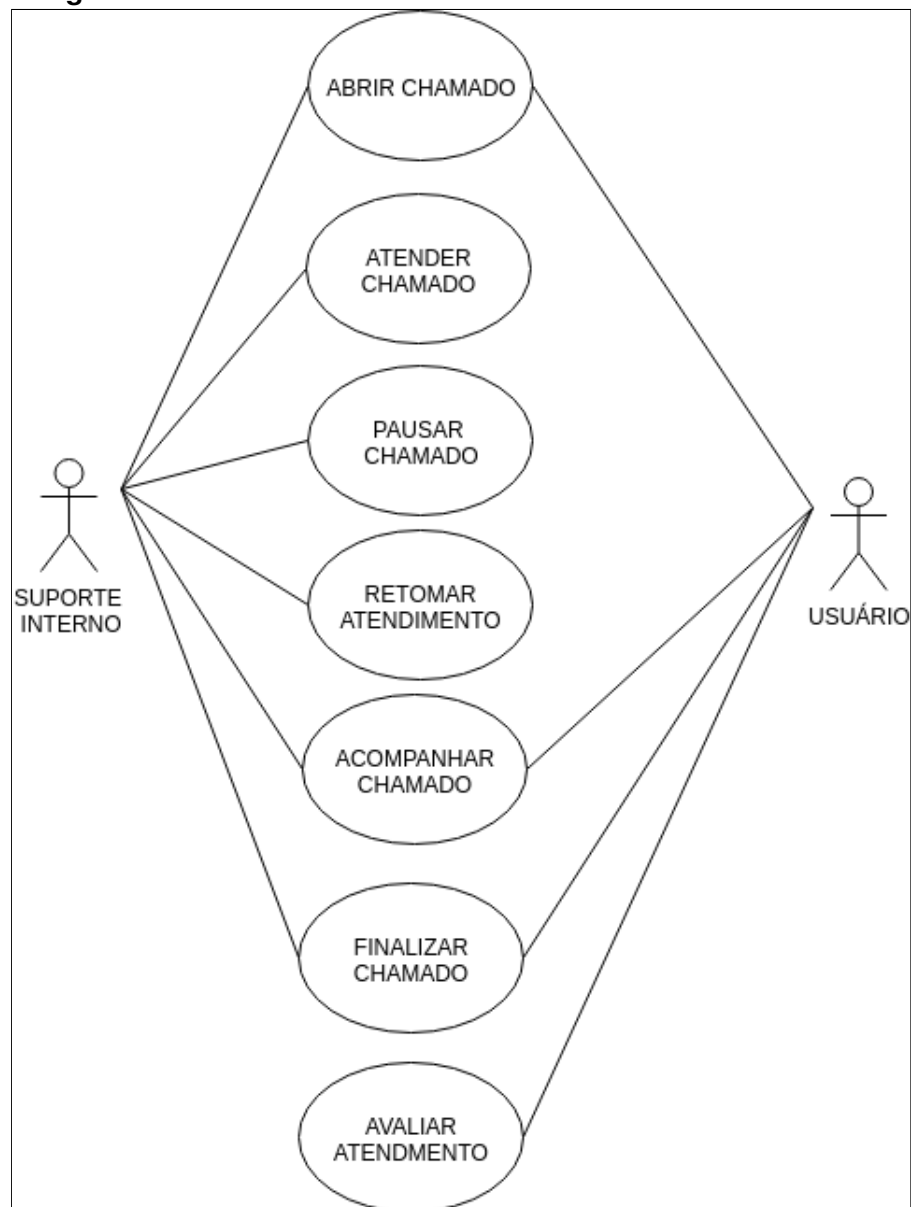 ABRIR CHAMADO
ATENDER
CHAMADO
PAUSAR
CHAMADO
RETOMAR
ATENDIMENTO
SUPORTE
INTERNO
USUÁRIO
ACOMPANHAR
CHAMADO
FINALIZAR
CHAMADO
AVALIAR
ATENDMENTO